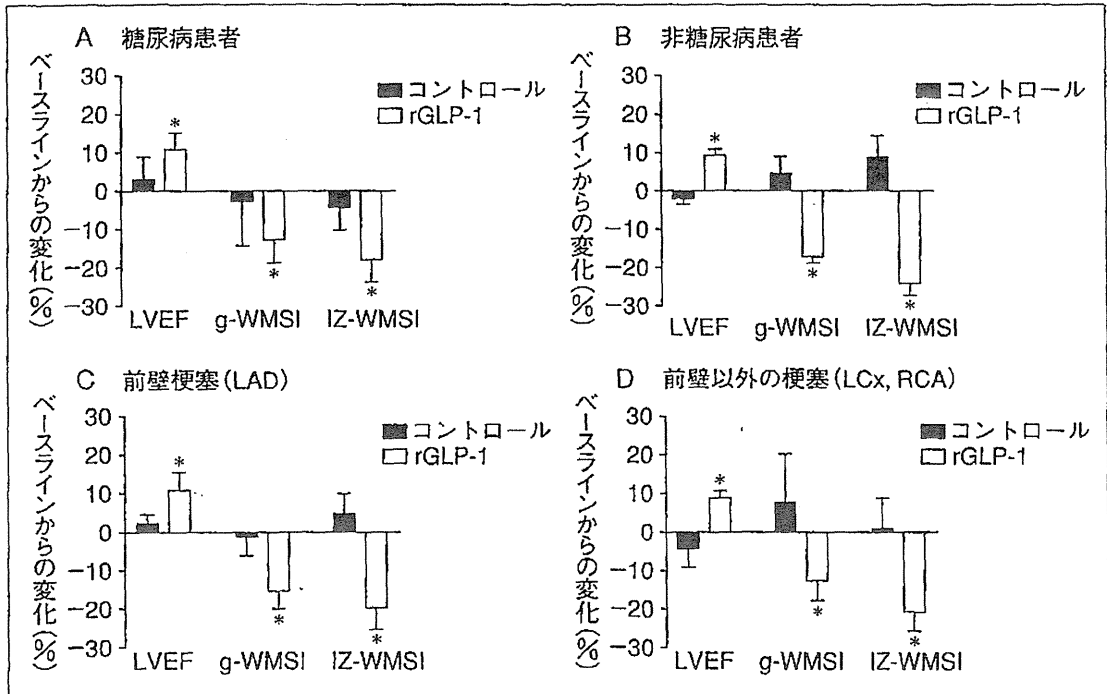 A 糖尿病患者
ベースラインからの変化(%)
30
20
10
0
−10
−20
−30
コントロール
rGLP-1
*
*
*
LVEF g-WMSI IZ-WMSI
B 非糖尿病患者
ベースラインからの変化(%)
30
20
10
0
−10
−20
−30
コントロール
rGLP-1
*
*
*
LVEF g-WMSI IZ-WMSI
C 前壁梗塞(LAD)
ベースラインからの変化(%)
30
20
10
0
−10
−20
−30
コントロール
rGLP-1
*
*
*
LVEF g-WMSI IZ-WMSI
D 前壁以外の梗塞(LCx, RCA)
ベースラインからの変化(%)
30
20
10
0
−10
−20
−30
コントロール
rGLP-1
*
*
*
LVEF g-WMSI IZ-WMSI